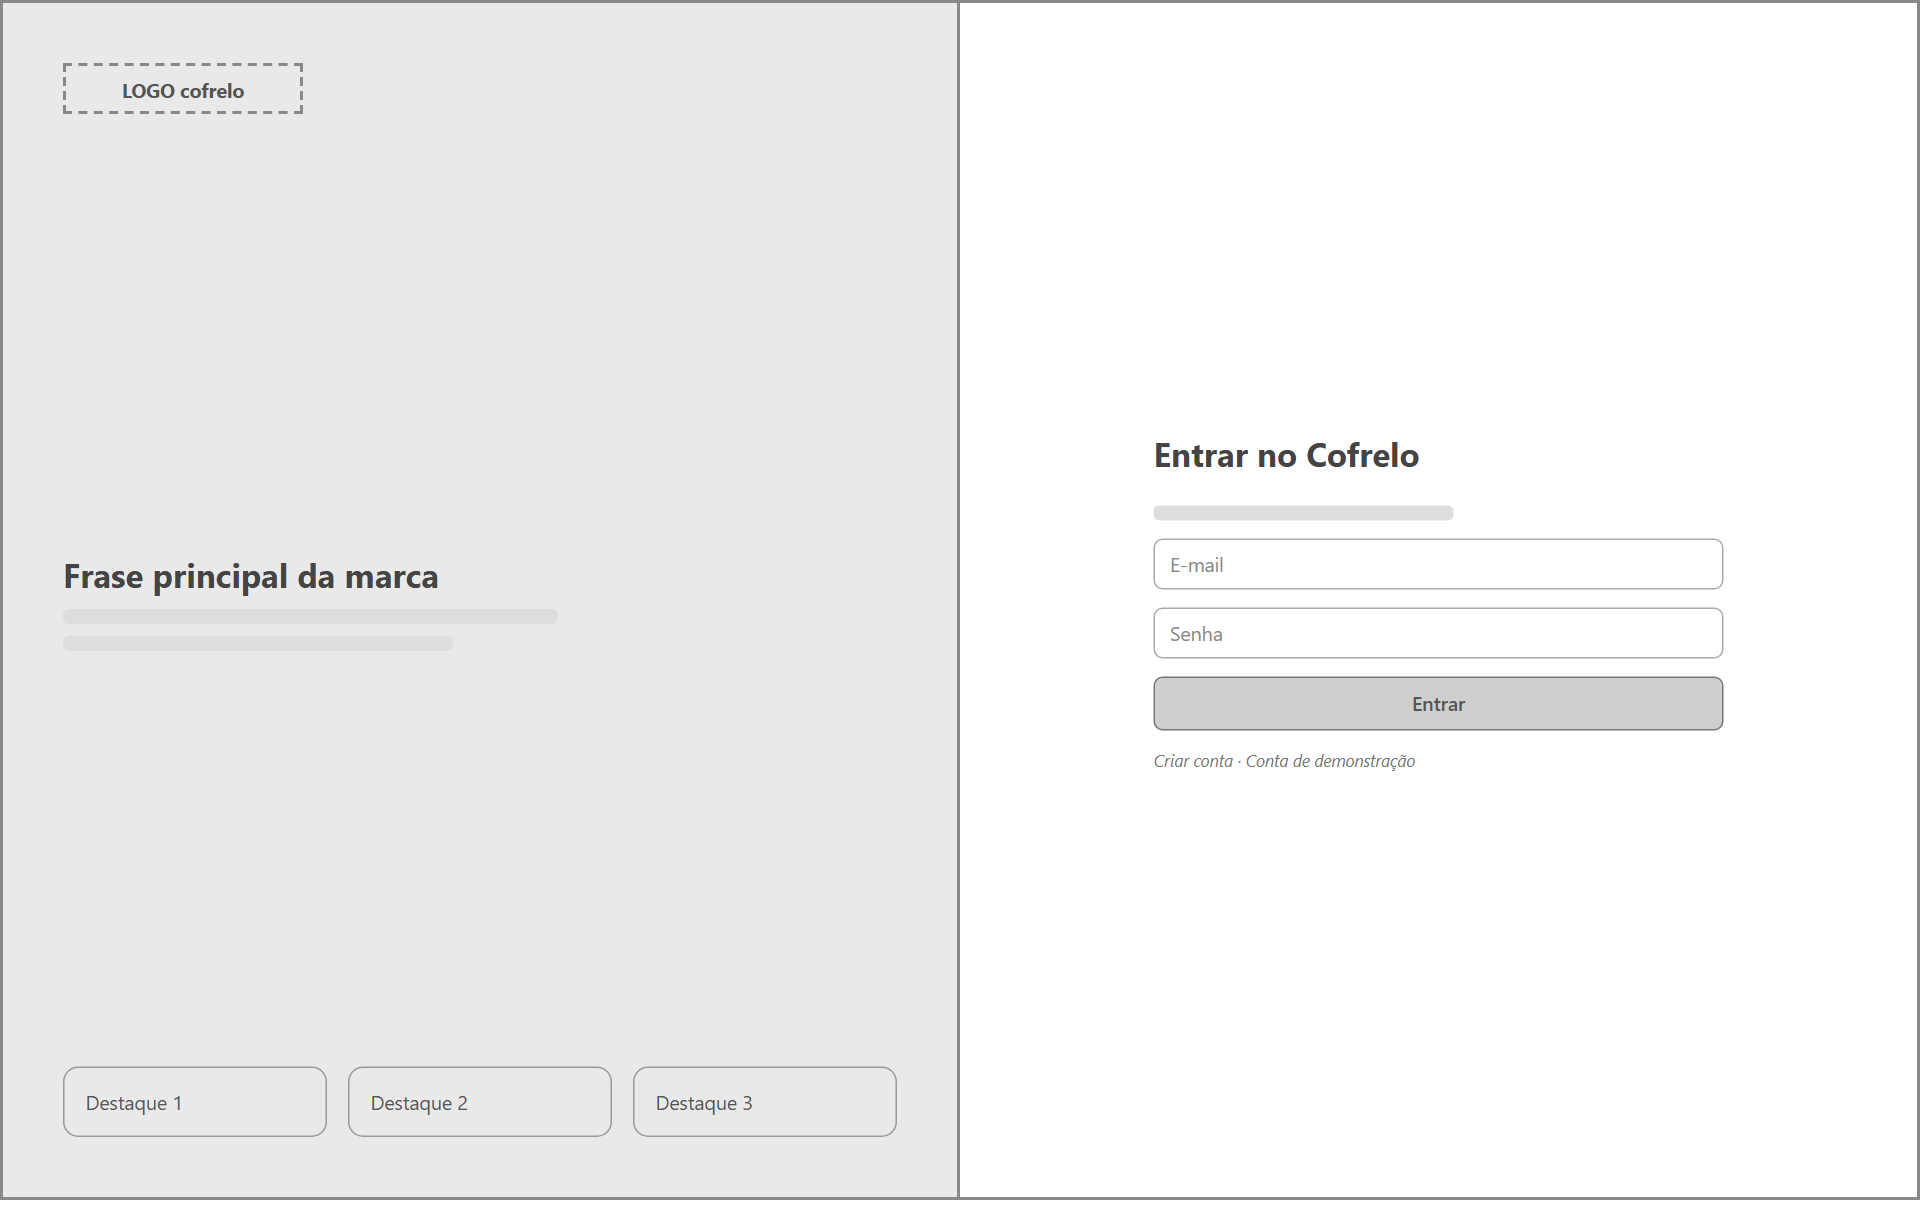 LOGO cofrelo
Frase principal da marca
Destaque 1
Destaque 2
Destaque 3
Entrar no Cofrelo
E-mail
Senha
Entrar
Criar conta · Conta de demonstração